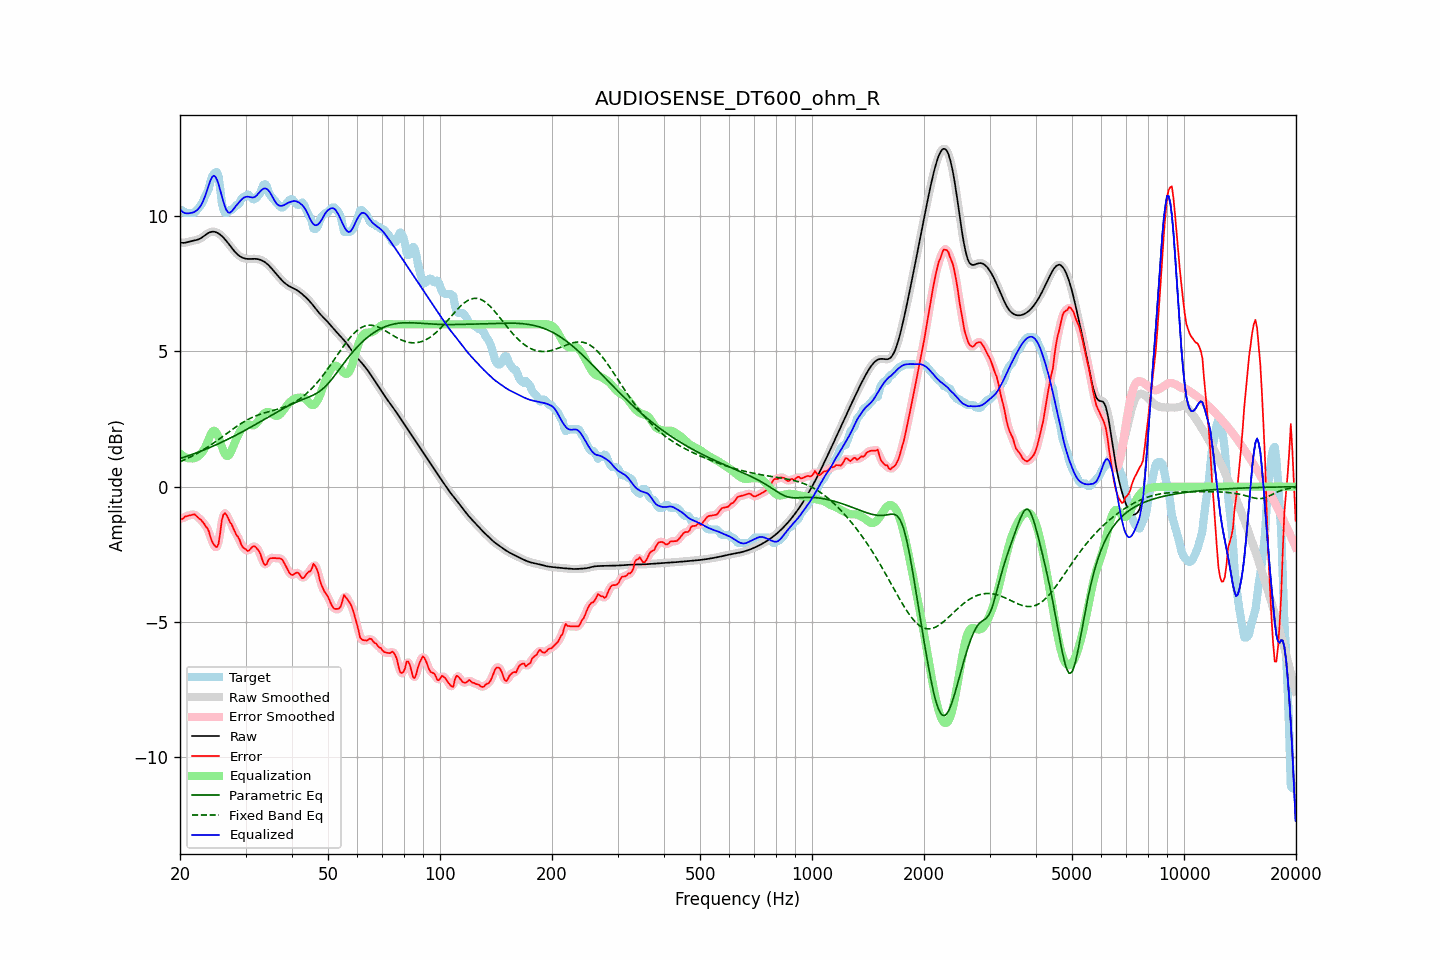 AUDIOSENSE_DT600_ohm_R
Amplitude (dBr)
10
5
0
−5
−10
Target
Raw Smoothed
Error Smoothed
Raw
Error
Equalization
Parametric Eq
Fixed Band Eq
Equalized
20 50 100 200 500 1000 2000 5000 10000 20000
Frequency (Hz)